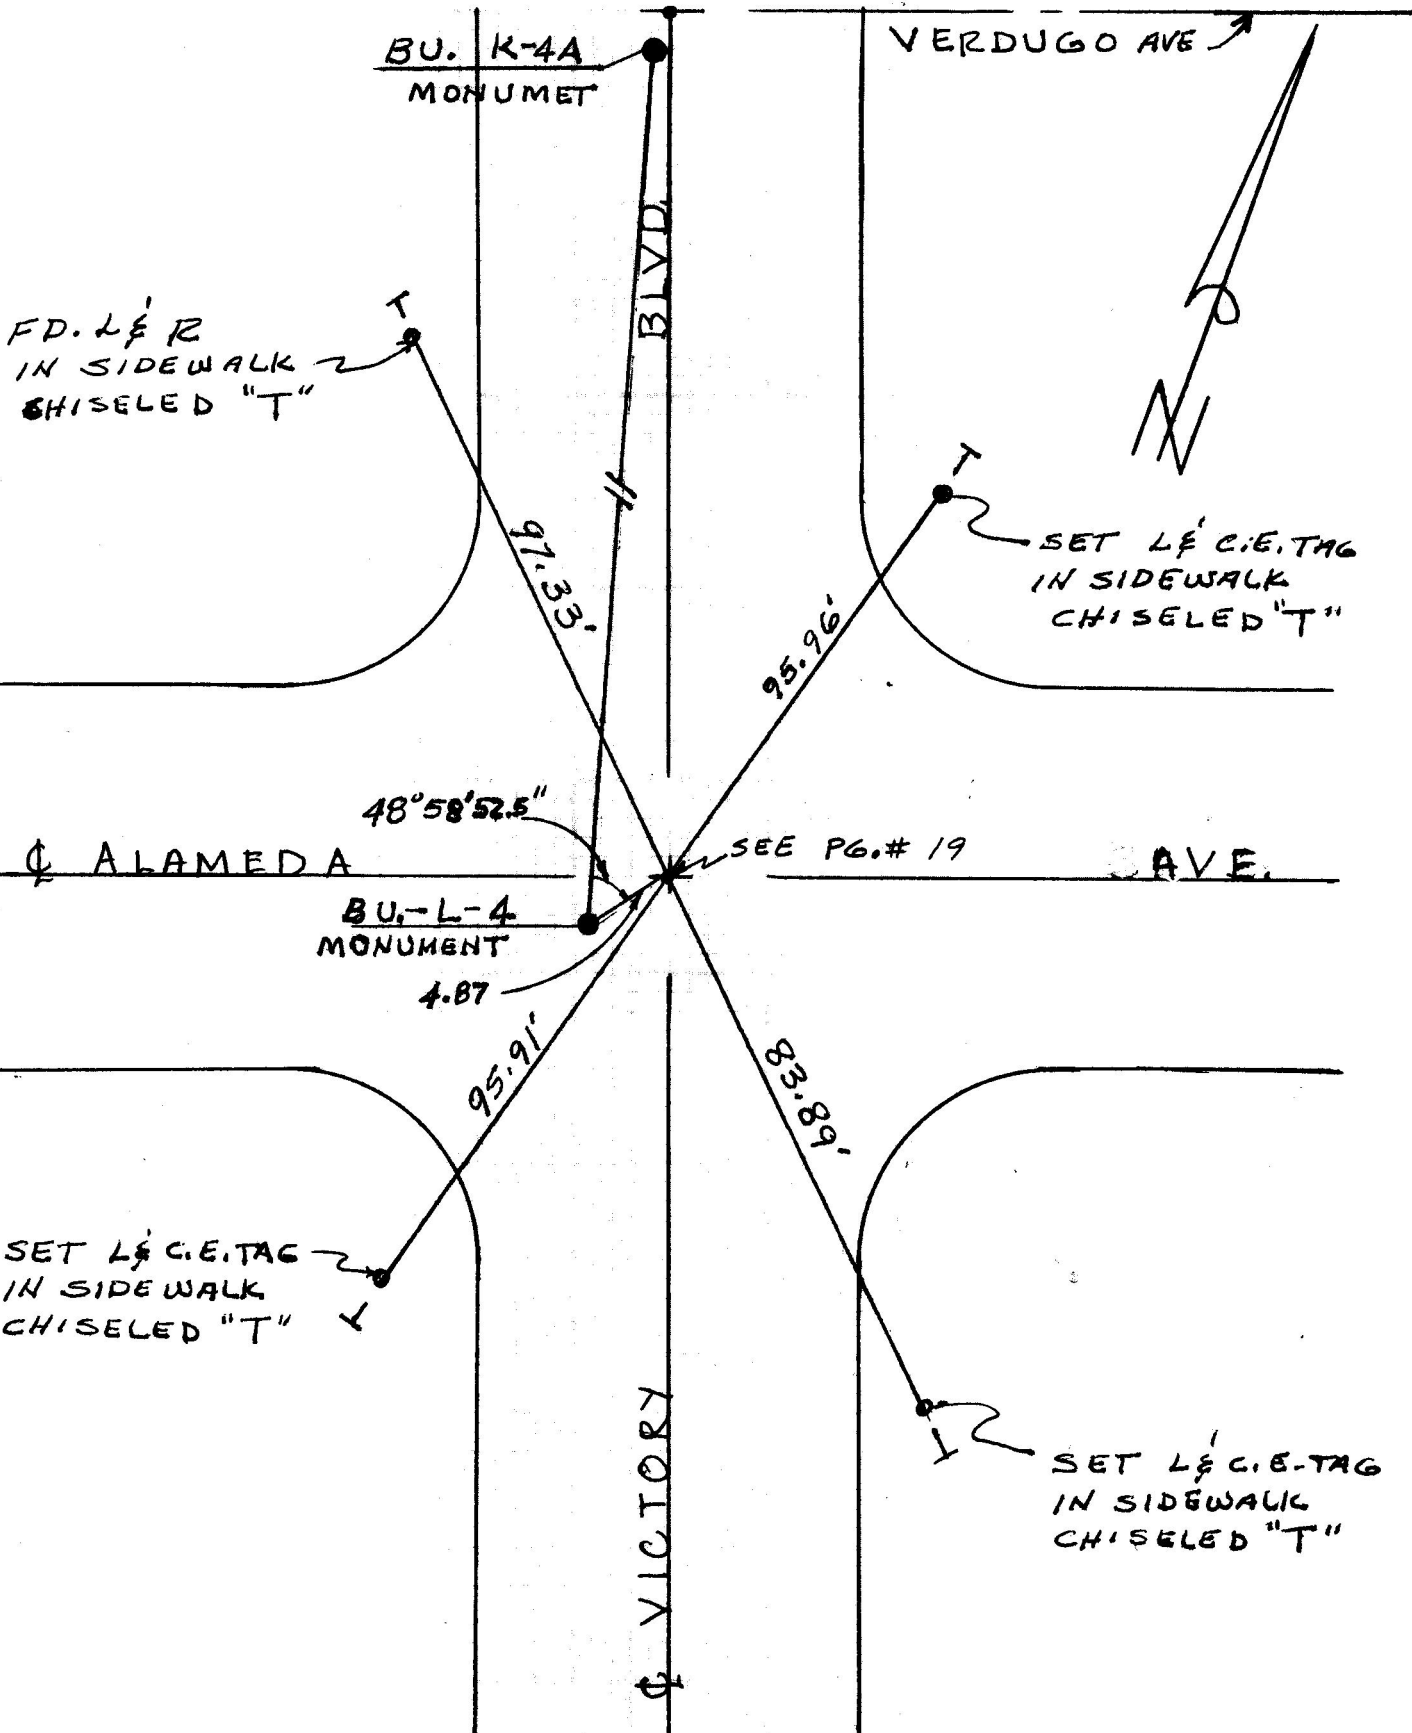 BU. K-4A
MONUMET
VERDUGO AVE
BLVD.
T
FD. L & R
IN SIDEWALK
CHISELED "T"
N
T
SET L & C.E. TAG
IN SIDEWALK
CHISELED "T"
97.33'
95.96'
48°58'52.5"
SEE PG.# 19
℄ ALAMEDA
AVE.
BU.-L-4
MONUMENT
4.87
95.91'
83.89'
SET L & C.E. TAG
IN SIDEWALK
CHISELED "T"
T
T
SET L & C.E-TAG
IN SIDEWALK
CHISELED "T"
℄ VICTORY